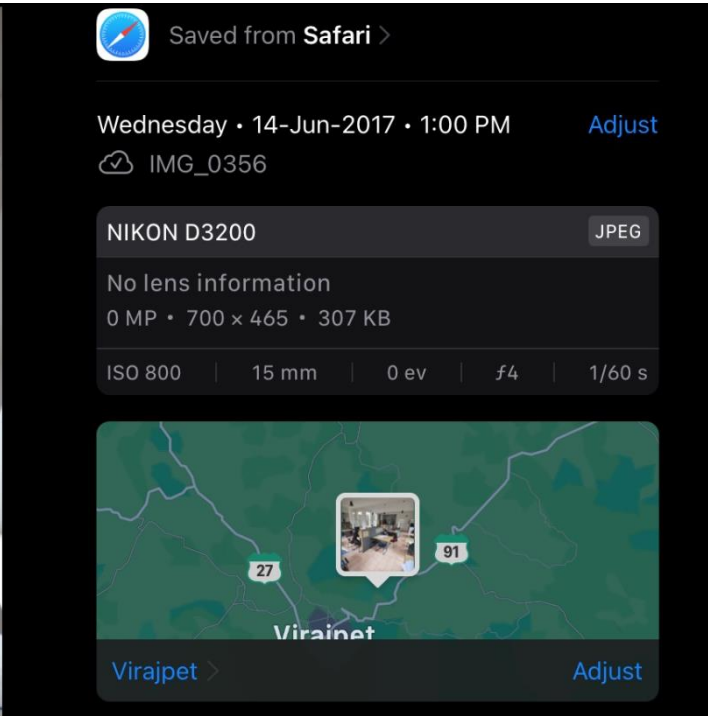 Saved from Safari >
Wednesday • 14-Jun-2017 • 1:00 PM Adjust
IMG_0356
NIKON D3200 JPEG
No lens information
0 MP • 700 × 465 • 307 KB
ISO 800 | 15 mm | 0 ev | ƒ4 | 1/60 s
91
27
Virajpet
Virajpet > Adjust